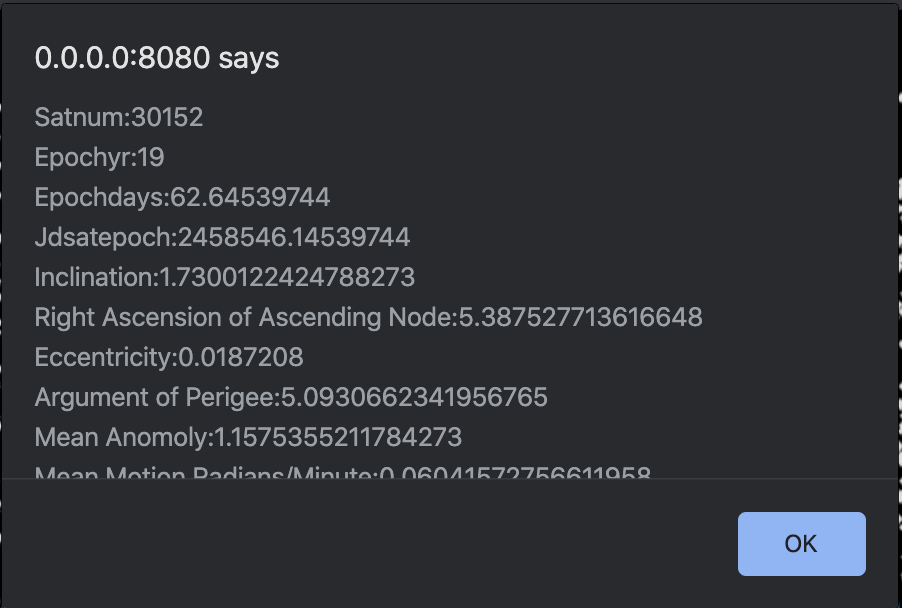 0.0.0.0:8080 says
Satnum:30152
Epochyr:19
Epochdays:62.64539744
Jdsatepoch:2458546.14539744
Inclination:1.7300122424788273
Right Ascension of Ascending Node:5.387527713616648
Eccentricity:0.0187208
Argument of Perigee:5.0930662341956765
Mean Anomoly:1.1575355211784273
Mean Motion Radians/Minute:0.06041572756611958
OK